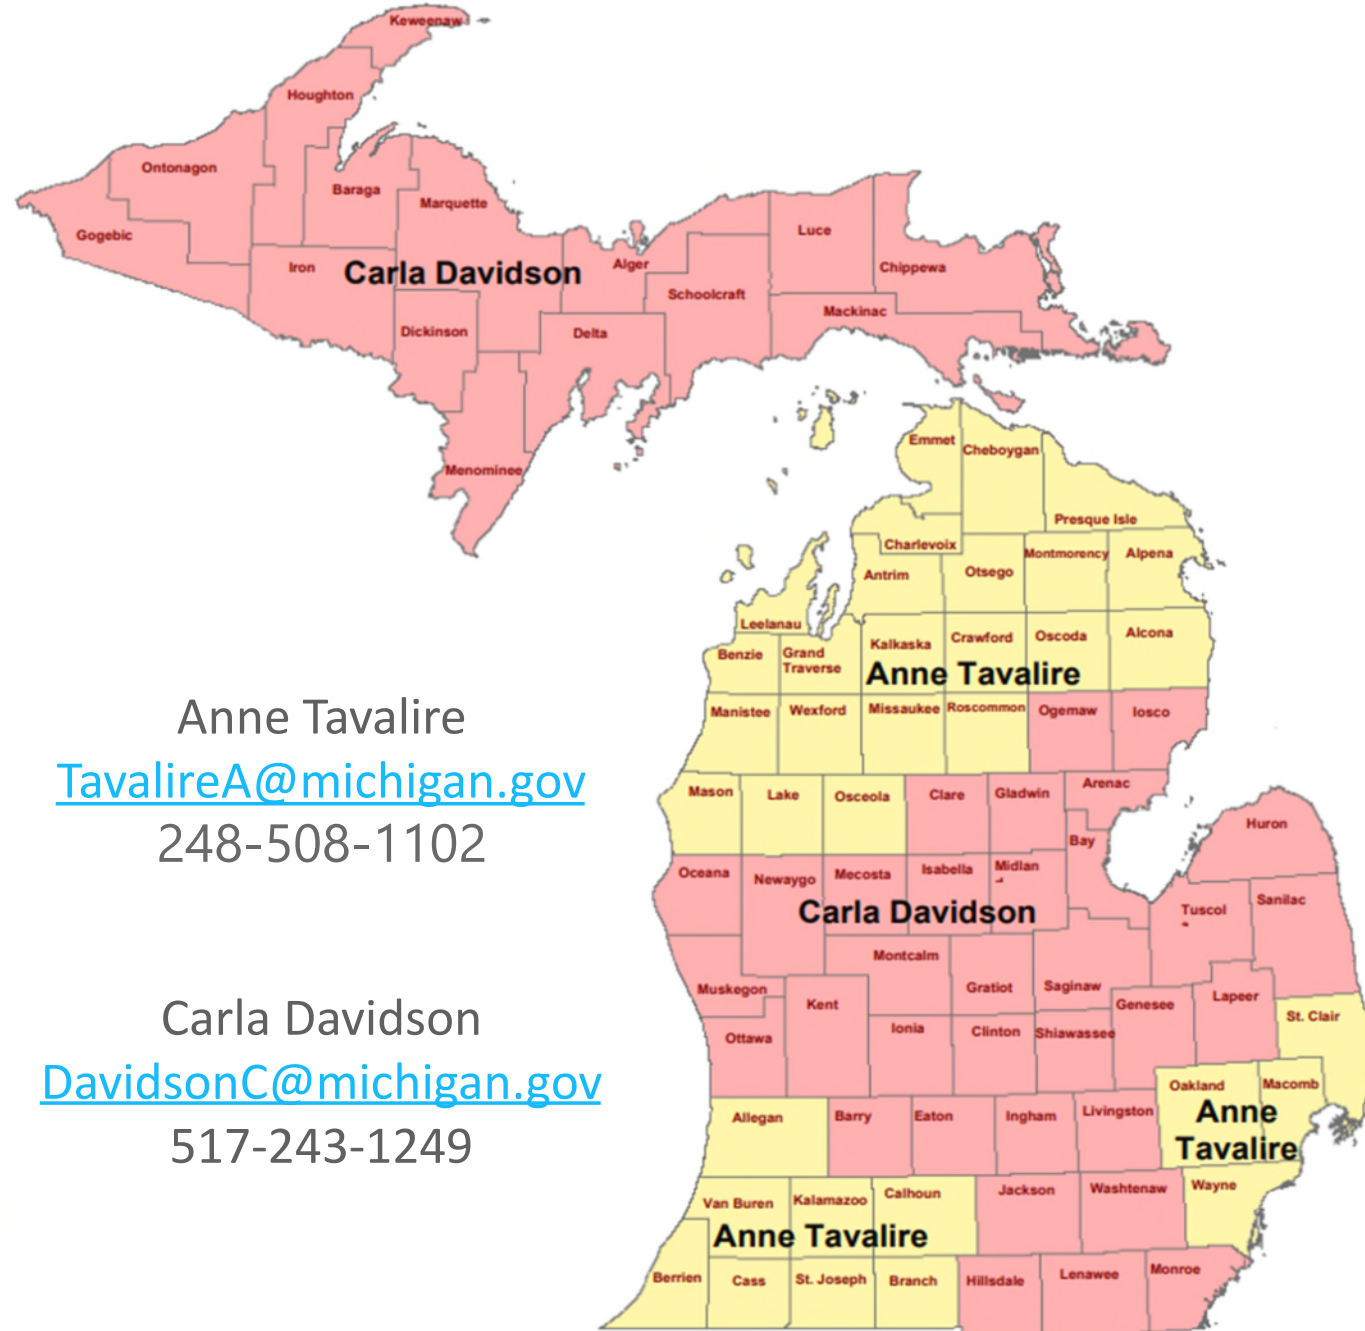 Keweenaw
Houghton
Ontonagon
Baraga
Marquette
Gogebic
Iron
Carla Davidson
Alger
Luce
Chippewa
Schoolcraft
Mackinac
Dickinson
Delta
Menominee
Emmet
Cheboygan
Presque Isle
Charlevoix
Montmorency
Alpena
Antrim
Otsego
Leelanau
Benzie
Grand
Traverse
Kalkaska
Crawford
Oscoda
Alcona
Anne Tavalire
Manistee
Wexford
Missaukee
Roscommon
Ogemaw
Iosco
Mason
Lake
Osceola
Clare
Gladwin
Arenac
Bay
Huron
Oceana
Newaygo
Mecosta
Isabella
Midlan
Tuscol
Sanilac
Carla Davidson
Montcalm
Muskegon
Kent
Gratiot
Saginaw
Genesee
Lapeer
St. Clair
Ottawa
Ionia
Clinton
Shiawassee
Oakland
Macomb
Anne
Tavalire
Allegan
Barry
Eaton
Ingham
Livingston
Van Buren
Kalamazoo
Calhoun
Jackson
Washtenaw
Wayne
Anne Tavalire
Berrien
Cass
St. Joseph
Branch
Hillsdale
Lenawee
Monroe
Anne Tavalire
TavalireA@michigan.gov
248-508-1102
Carla Davidson
DavidsonC@michigan.gov
517-243-1249